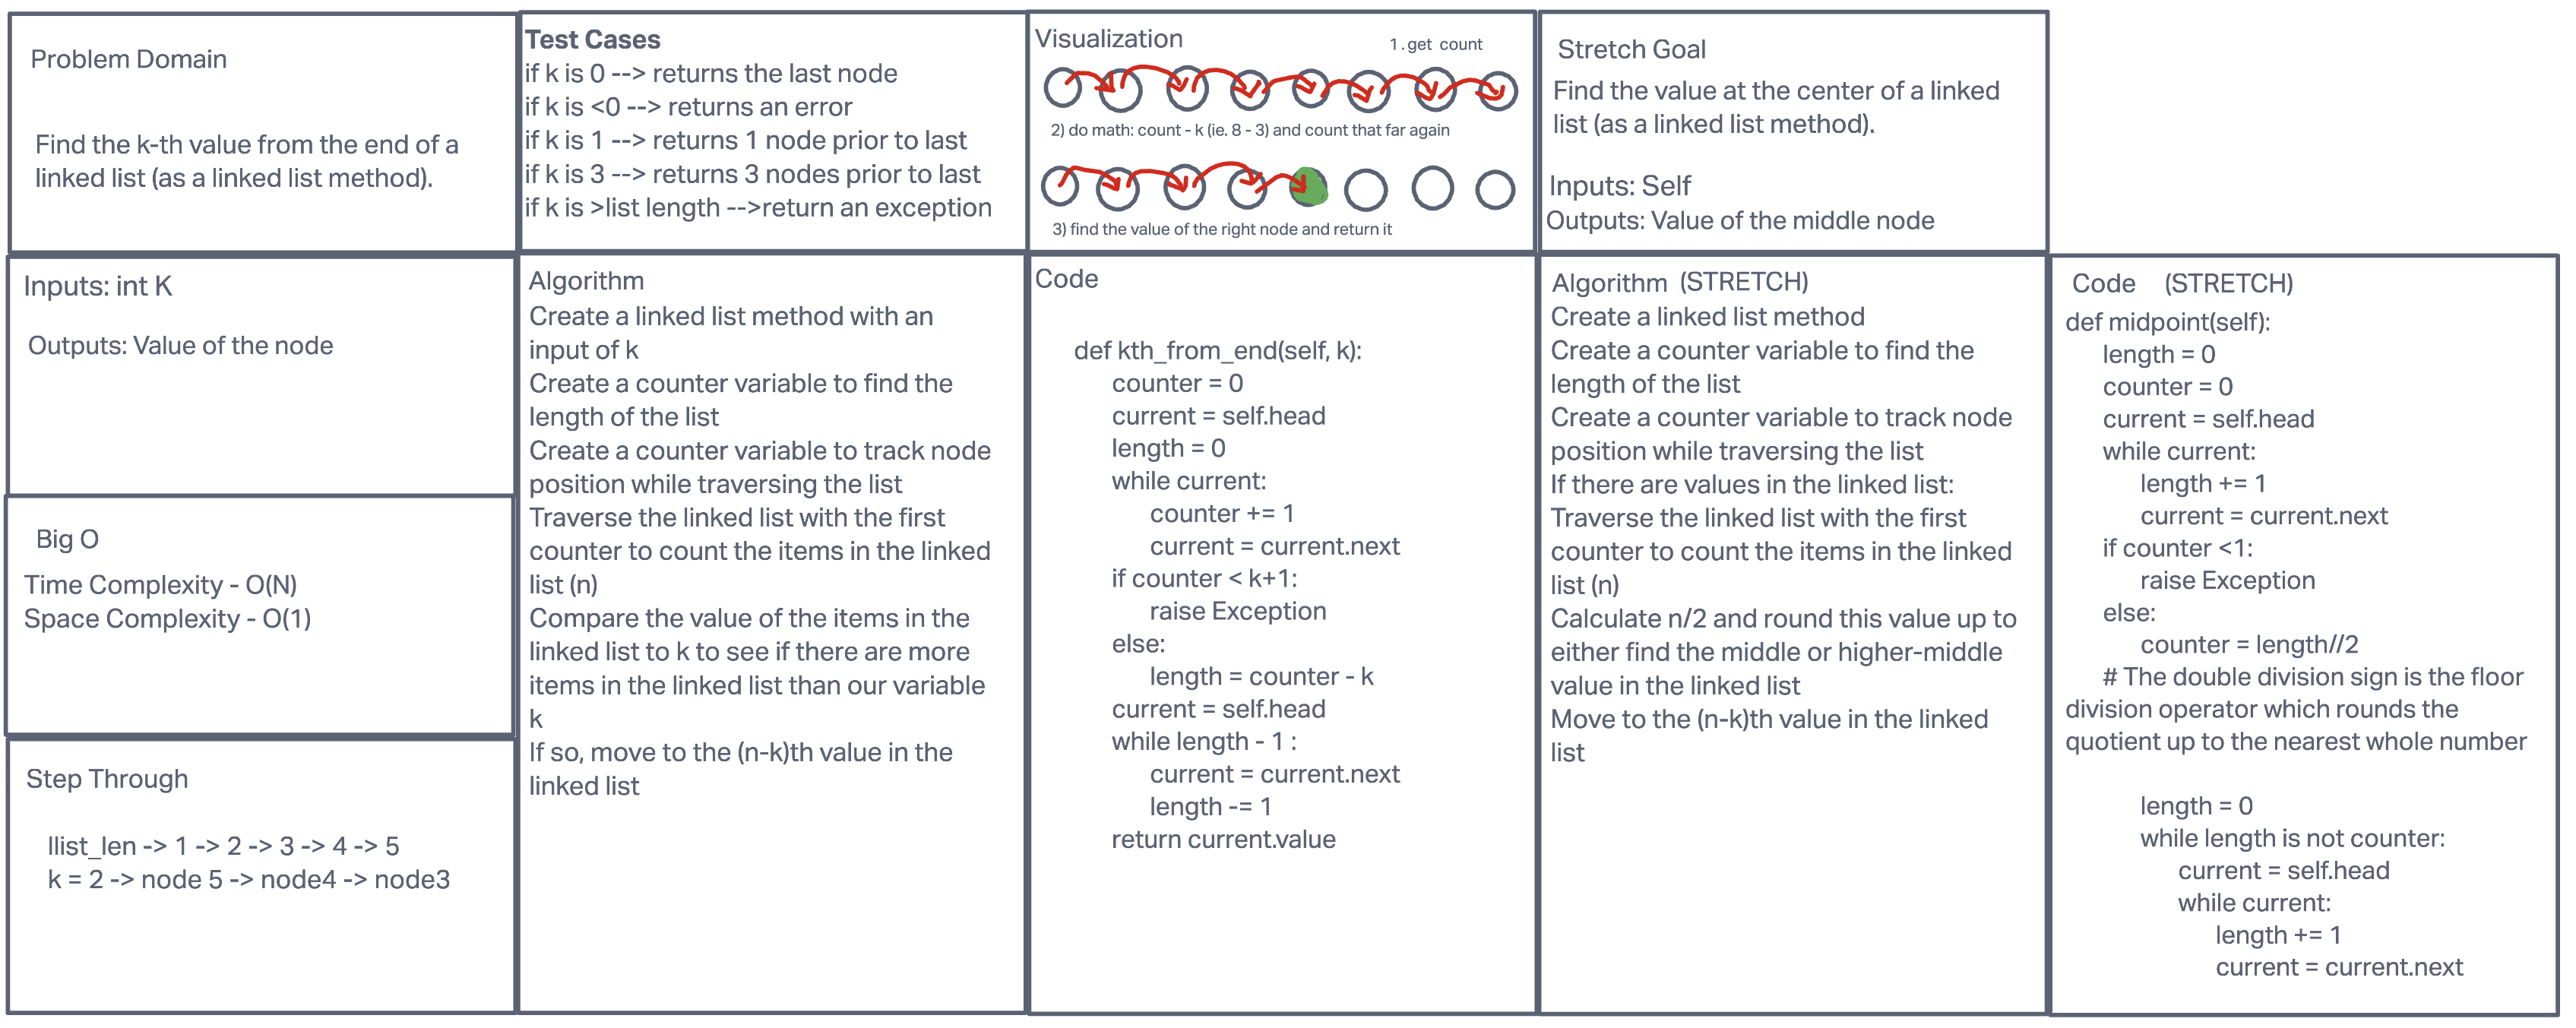 Problem Domain
Find the k-th value from the end of a
linked list (as a linked list method).
Test Cases
if k is 0 --> returns the last node
if k is <0 --> returns an error
if k is 1 --> returns 1 node prior to last
if k is 3 --> returns 3 nodes prior to last
if k is >list length -->return an exception
Visualization
1 . get count
2) do math: count - k (ie. 8 - 3) and count that far again
3) find the value of the right node and return it
Stretch Goal
Find the value at the center of a linked
list (as a linked list method).
Inputs: Self
Outputs: Value of the middle node
Inputs: int K
Outputs: Value of the node
Big O
Time Complexity - O(N)
Space Complexity - O(1)
Step Through
llist_len -> 1 -> 2 -> 3 -> 4 -> 5
k = 2 -> node 5 -> node4 -> node3
Algorithm
Create a linked list method with an
input of k
Create a counter variable to find the
length of the list
Create a counter variable to track node
position while traversing the list
Traverse the linked list with the first
counter to count the items in the linked
list (n)
Compare the value of the items in the
linked list to k to see if there are more
items in the linked list than our variable
k
If so, move to the (n-k)th value in the
linked list
Code
def kth_from_end(self, k):
counter = 0
current = self.head
length = 0
while current:
counter += 1
current = current.next
if counter < k+1:
raise Exception
else:
length = counter - k
current = self.head
while length - 1 :
current = current.next
length -= 1
return current.value
Algorithm (STRETCH)
Create a linked list method
Create a counter variable to find the
length of the list
Create a counter variable to track node
position while traversing the list
If there are values in the linked list:
Traverse the linked list with the first
counter to count the items in the linked
list (n)
Calculate n/2 and round this value up to
either find the middle or higher-middle
value in the linked list
Move to the (n-k)th value in the linked
list
Code (STRETCH)
def midpoint(self):
length = 0
counter = 0
current = self.head
while current:
length += 1
current = current.next
if counter <1:
raise Exception
else:
counter = length//2
# The double division sign is the floor
division operator which rounds the
quotient up to the nearest whole number
length = 0
while length is not counter:
current = self.head
while current:
length += 1
current = current.next